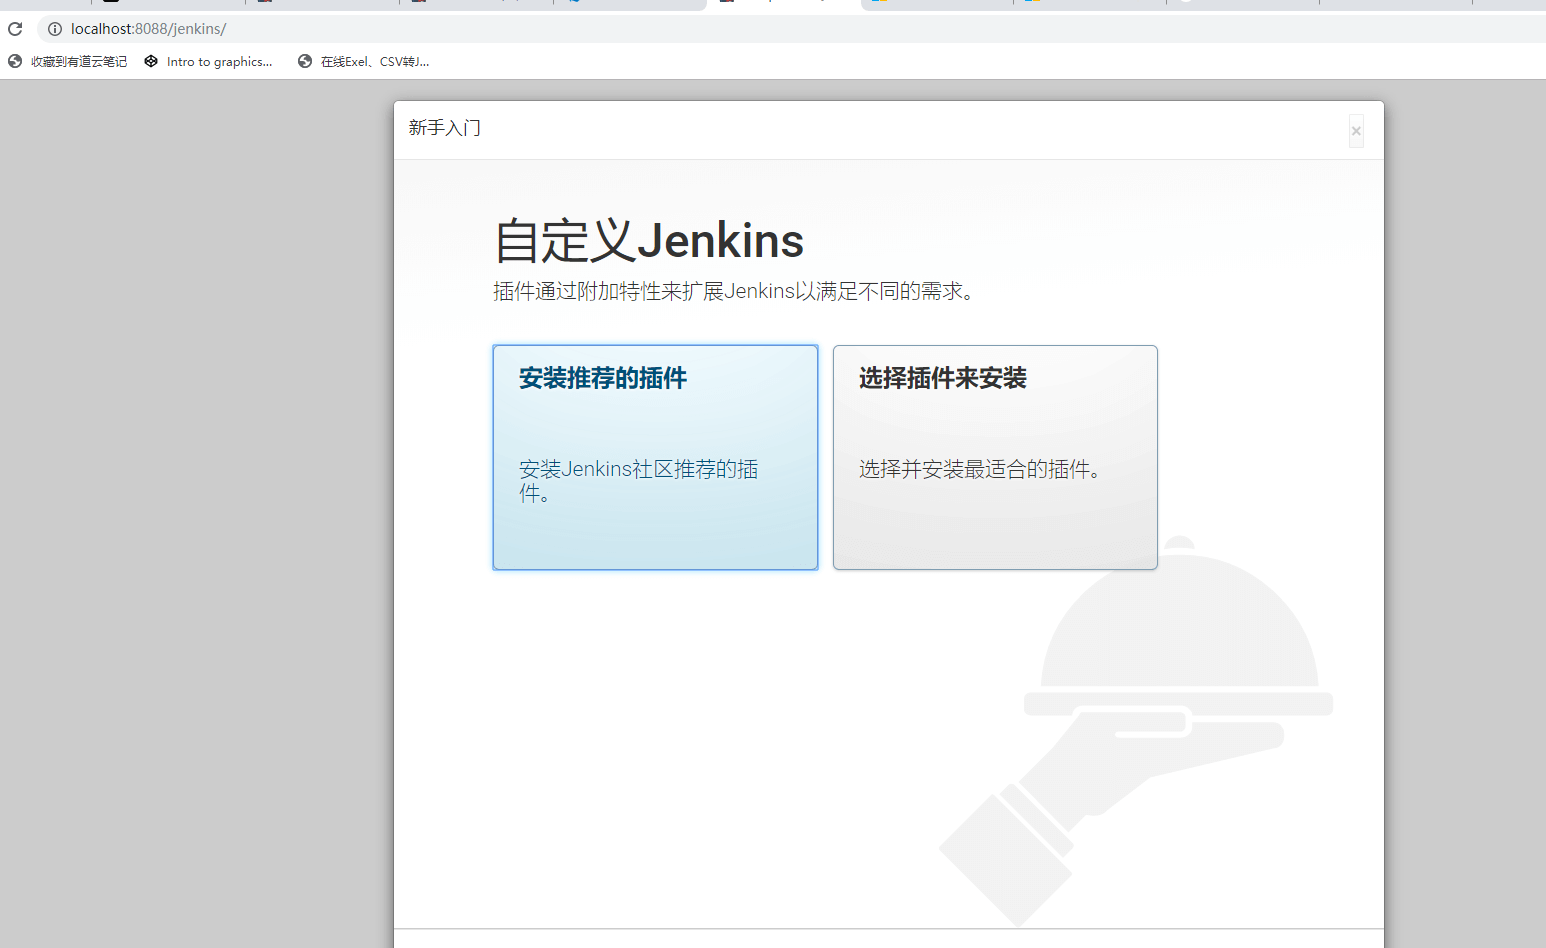 localhost:8088/jenkins/
收藏到有道云笔记
Intro to graphics...
在线Exel、CSV转J...
新手入门
×
自定义Jenkins
插件通过附加特性来扩展Jenkins以满足不同的需求。
安装推荐的插件
安装Jenkins社区推荐的插
件。
选择插件来安装
选择并安装最适合的插件。